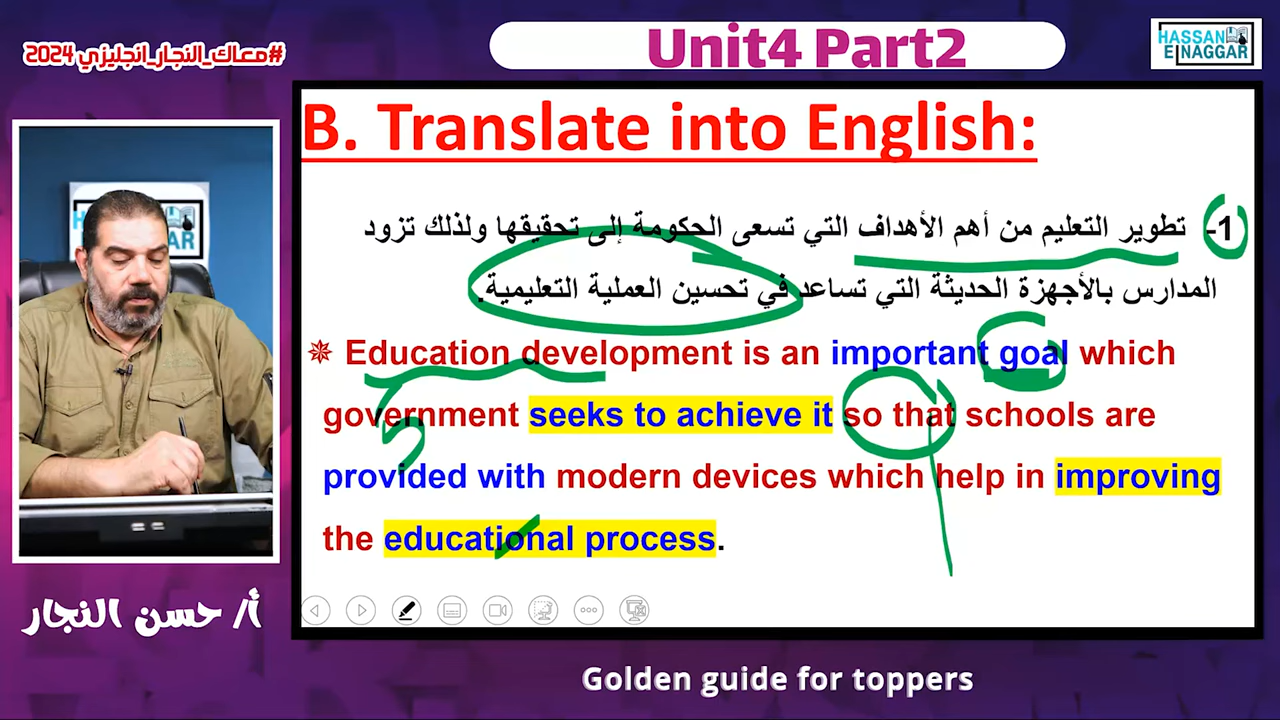 #معاك_النجار_انجليزي 2024
Unit4 Part2
HASSAN
ELNAGGAR
B. Translate into English:
1- تطوير التعليم من أهم الأهداف التي تسعى الحكومة إلى تحقيقها ولذلك تزود
المدارس بالأجهزة الحديثة التي تساعد في تحسين العملية التعليمية.
Education development is an important goal which
government seeks to achieve it so that schools are
provided with modern devices which help in improving
the educational process.
أ/ حسن النجار
Golden guide for toppers